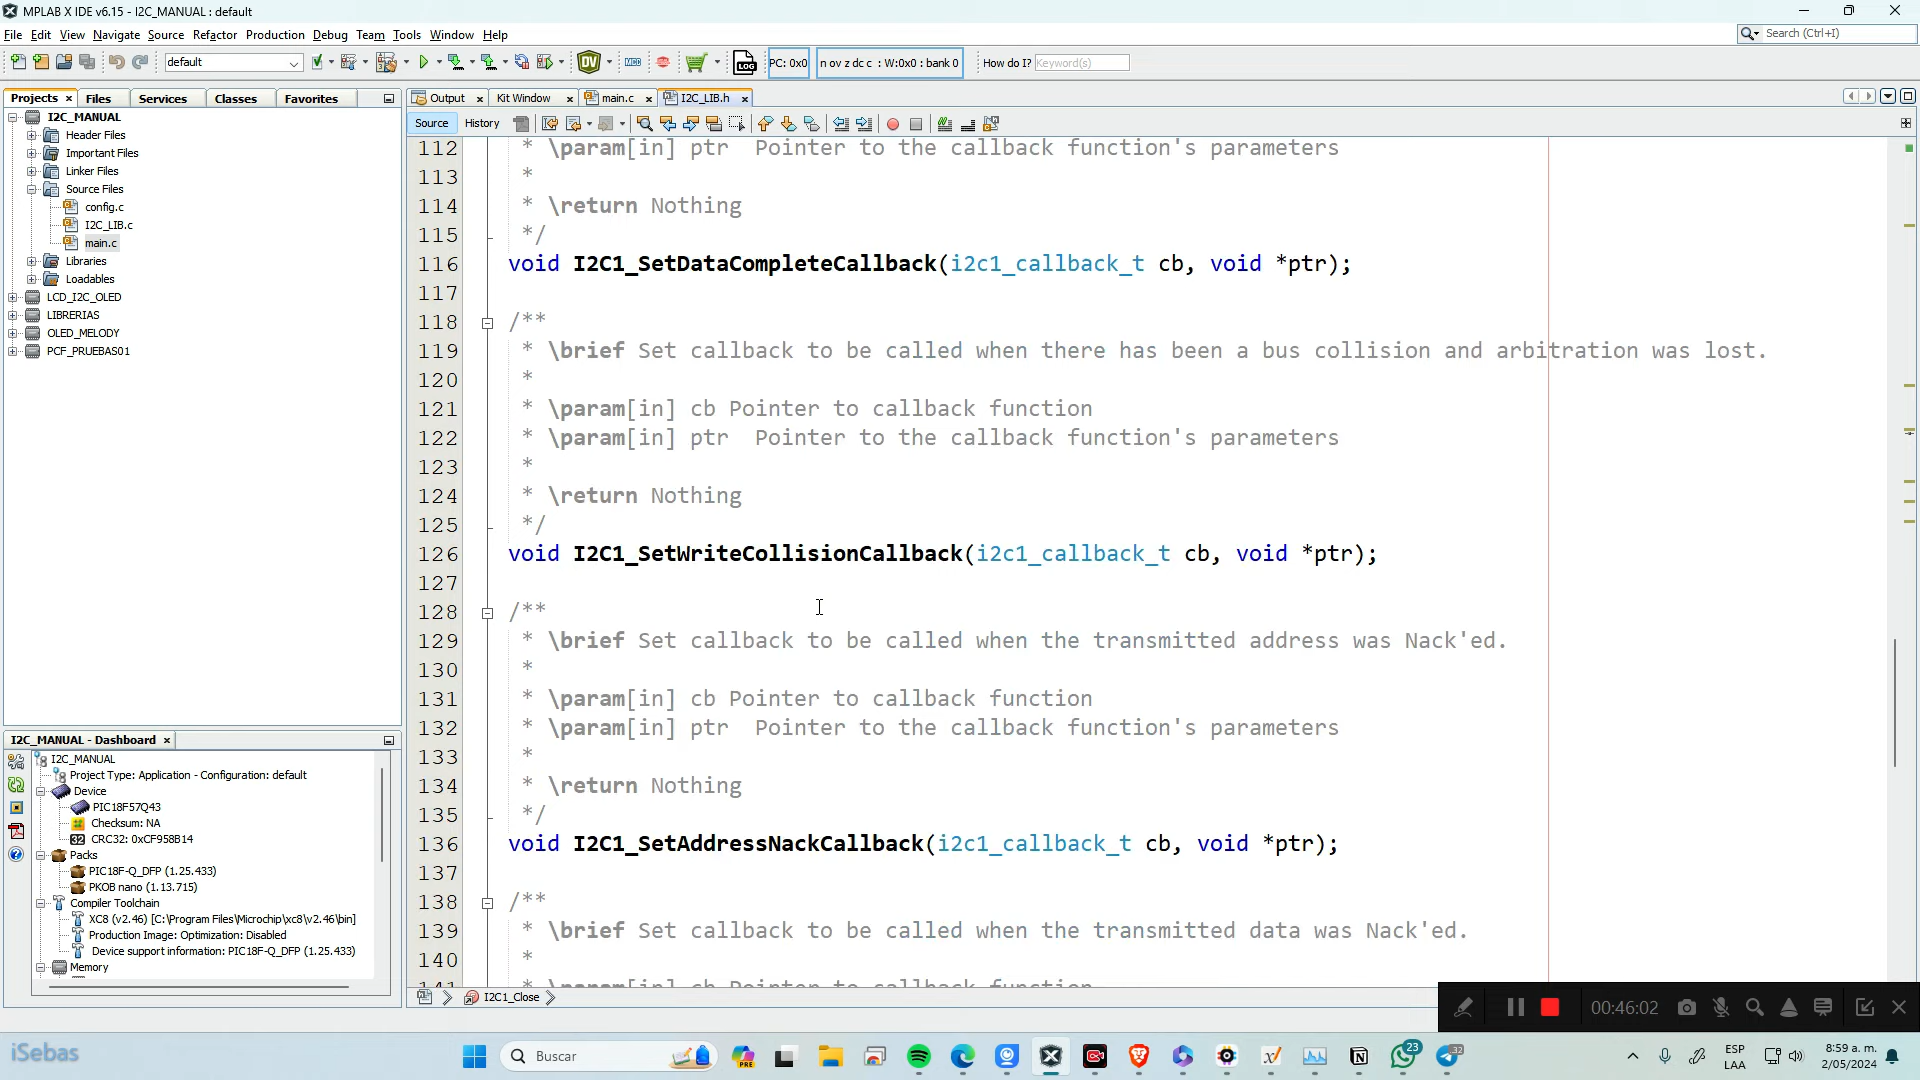 MPLAB X IDE v6.15 - I2C_MANUAL : default
File Edit View Navigate Source Refactor Production Debug Team Tools Window Help
Search (Ctrl+I)
default
PC: 0x0
n ov z dc c : W:0x0 : bank 0
How do I? Keyword(s)
Projects Files Services Classes Favorites
Output Kit Window main.c I2C_LIB.h
Source History
I2C_MANUAL
Header Files
Important Files
Linker Files
Source Files
config.c
I2C_LIB.c
main.c
Libraries
Loadables
LCD_I2C_OLED
LIBRERIAS
OLED_MELODY
PCF_PRUEBAS01
112 * \param[in] ptr Pointer to the callback function's parameters
113 *
114 * \return Nothing
115 */
116 void I2C1_SetDataCompleteCallback(i2c1_callback_t cb, void *ptr);
117
118 /**
119 * \brief Set callback to be called when there has been a bus collision and arbitration was lost.
120 *
121 * \param[in] cb Pointer to callback function
122 * \param[in] ptr Pointer to the callback function's parameters
123 *
124 * \return Nothing
125 */
126 void I2C1_SetWriteCollisionCallback(i2c1_callback_t cb, void *ptr);
127
128 /**
129 * \brief Set callback to be called when the transmitted address was Nack'ed.
130 *
131 * \param[in] cb Pointer to callback function
132 * \param[in] ptr Pointer to the callback function's parameters
133 *
134 * \return Nothing
135 */
136 void I2C1_SetAddressNackCallback(i2c1_callback_t cb, void *ptr);
137
138 /**
139 * \brief Set callback to be called when the transmitted data was Nack'ed.
140 *
141 * \param[in] cb Pointer to callback function
I2C1_Close
I2C_MANUAL - Dashboard
I2C_MANUAL
Project Type: Application - Configuration: default
Device
PIC18F57Q43
Checksum: NA
CRC32: 0xCF958B14
Packs
PIC18F-Q_DFP (1.25.433)
PKOB nano (1.13.715)
Compiler Toolchain
XC8 (v2.46) [C:\Program Files\Microchip\xc8\v2.46\bin]
Production Image: Optimization: Disabled
Device support information: PIC18F-Q_DFP (1.25.433)
Memory
00:46:02
iSebas
Buscar
PRE
23
32
ESP
LAA
8:59 a. m.
2/05/2024